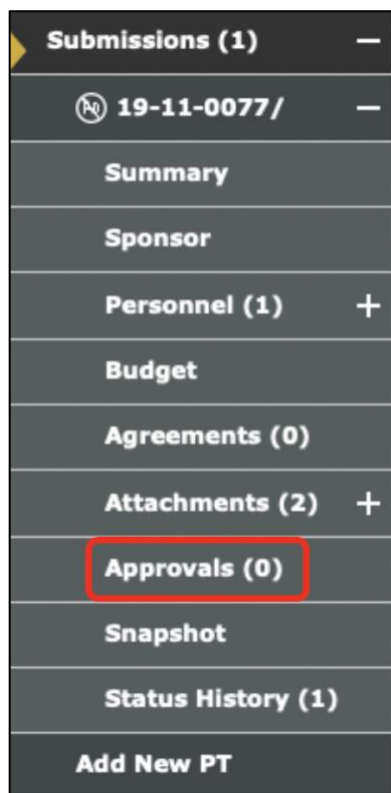 Submissions (1) −
19-11-0077/ −
Summary
Sponsor
Personnel (1) +
Budget
Agreements (0)
Attachments (2) +
Approvals (0)
Snapshot
Status History (1)
Add New PT